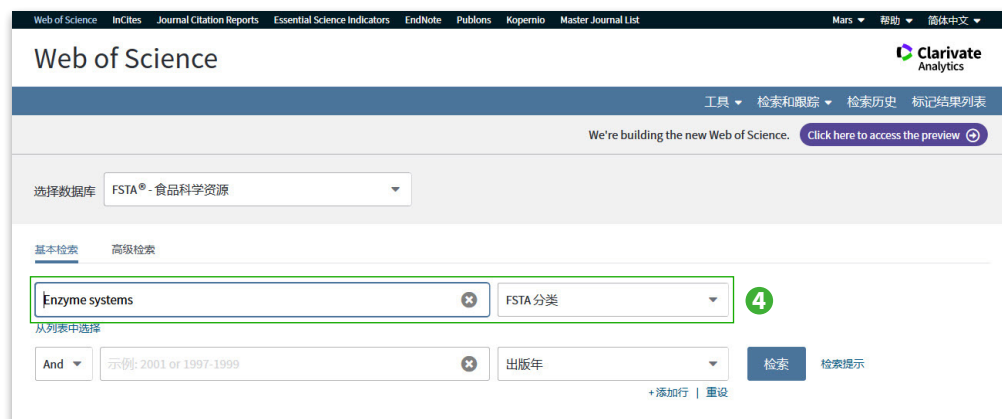 Web of Science InCites Journal Citation Reports Essential Science Indicators EndNote Publons Kopernio Master Journal List Mars 帮助 简体中文
Web of Science
Clarivate
Analytics
工具 检索和跟踪 检索历史 标记结果列表
We're building the new Web of Science. Click here to access the preview
选择数据库 FSTA® - 食品科学资源
基本检索 高级检索
Enzyme systems FSTA 分类 4
从列表中选择
And 示例: 2001 or 1997-1999 出版年 检索 检索提示
+添加行 | 重设